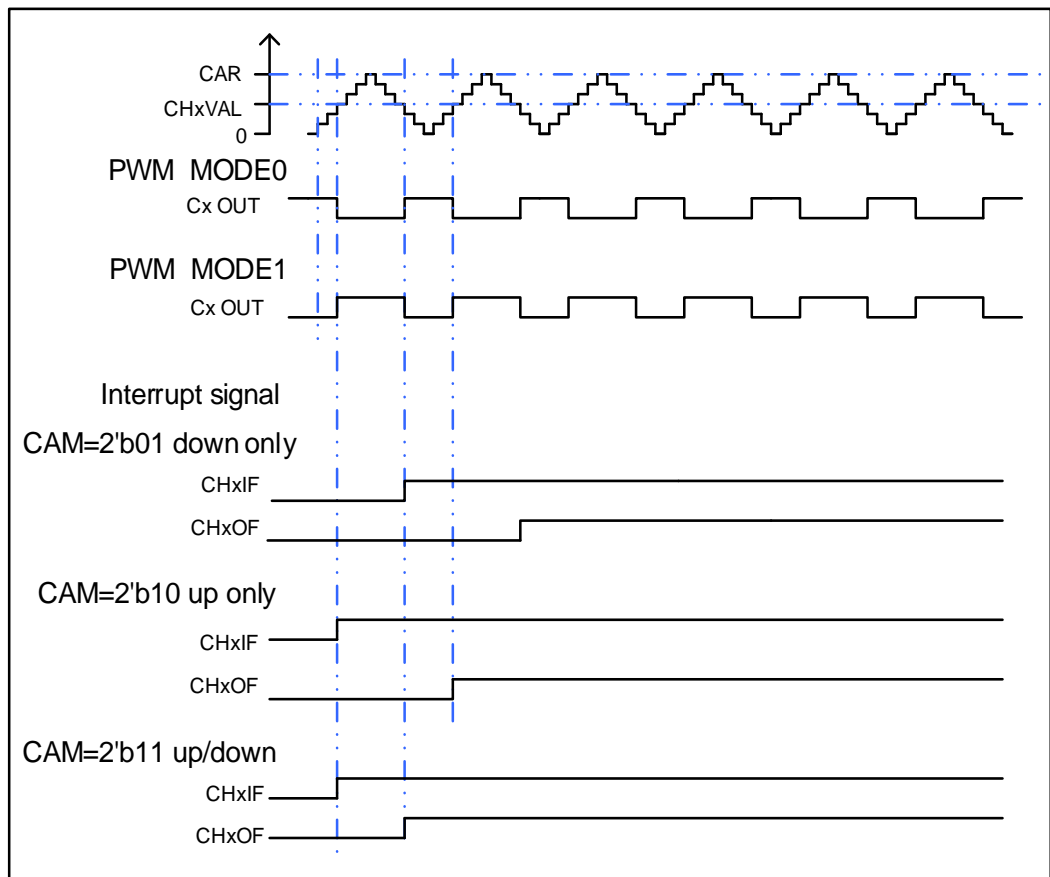 CAR
CHxVAL
0
PWM MODE0
Cx OUT
PWM MODE1
Cx OUT
Interrupt signal
CAM=2'b01 down only
CHxIF
CHxOF
CAM=2'b10 up only
CHxIF
CHxOF
CAM=2'b11 up/down
CHxIF
CHxOF